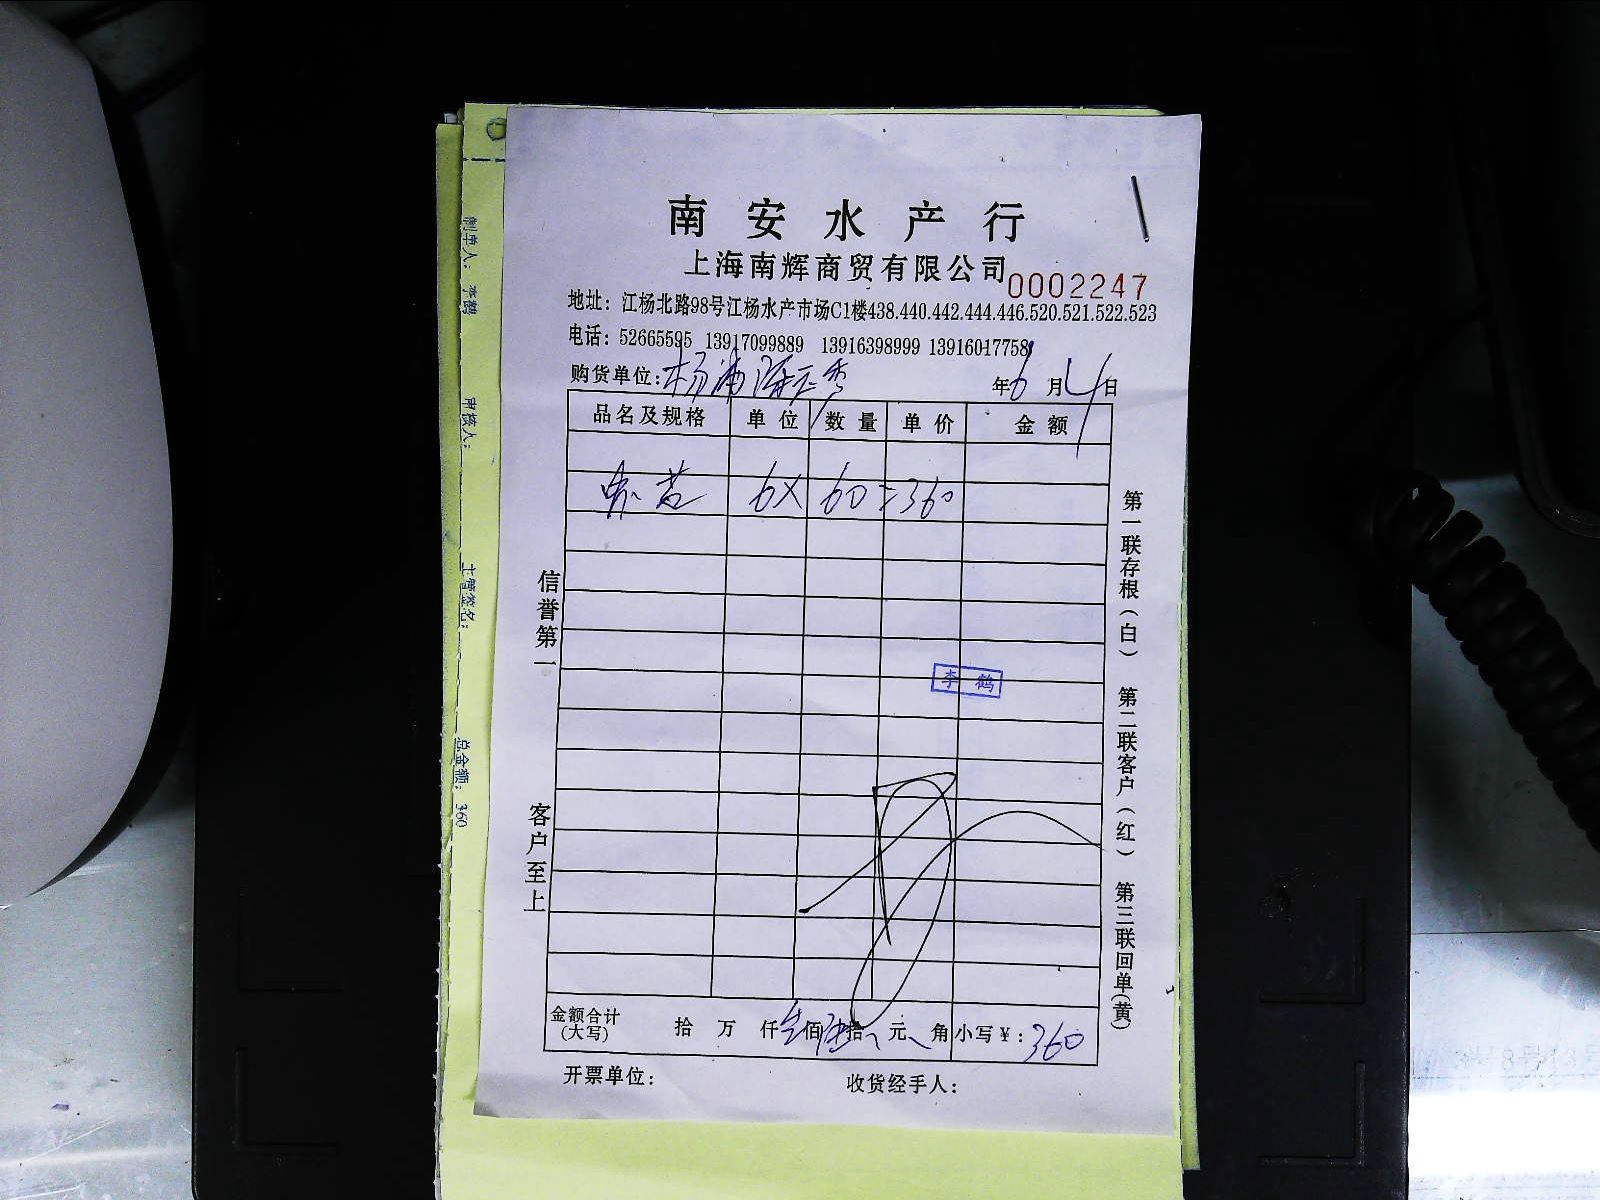 南安水产行
上海南辉商贸有限公司
0002247
地址：江杨北路98号江杨水产市场C1楼438.440.442.444.446.520.521.522.523
电话：52665595 13917099889 13916398999 13916017758
购货单位：杨浦 年6月4日
品名及规格 单位 数量 单价 金额
6× 60=360
李鹤
金额合计(大写) 拾 万 仟 佰 拾 元 角 小写￥：360
开票单位： 收货经手人：
信誉第一
客户至上
第一联存根（白） 第二联客户（红） 第三联回单(黄)
制单人：李鹤
审核人：
主管签名：
总金额：360